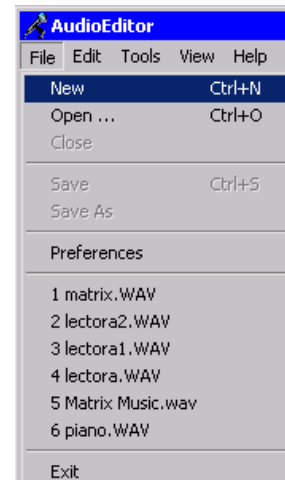 AudioEditor
File Edit Tools View Help
New Ctrl+N
Open ... Ctrl+O
Close
Save Ctrl+S
Save As
Preferences
1 matrix.WAV
2 lectora2.WAV
3 lectora1.WAV
4 lectora.WAV
5 Matrix Music.wav
6 piano.WAV
Exit